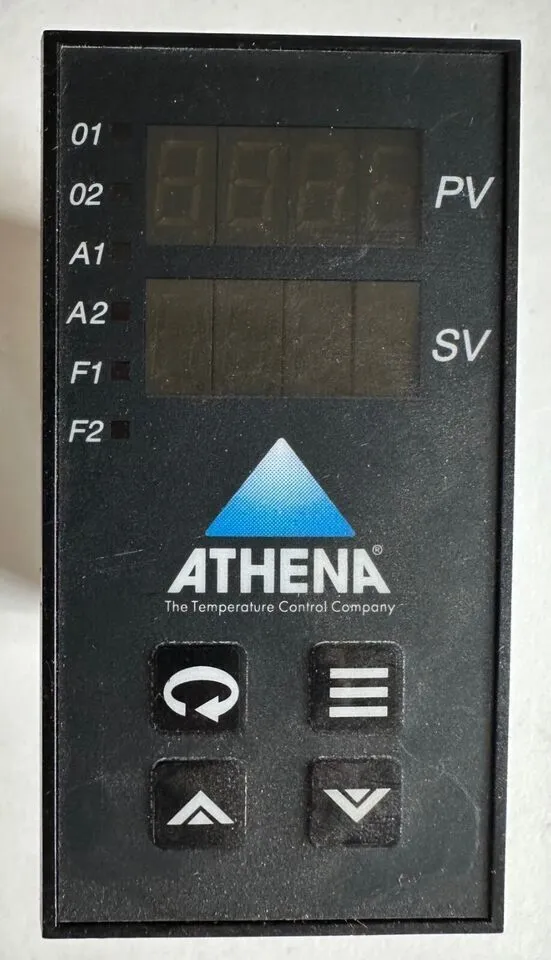 01
02
PV
A1
A2
SV
F1
F2
ATHENA®
The Temperature Control Company